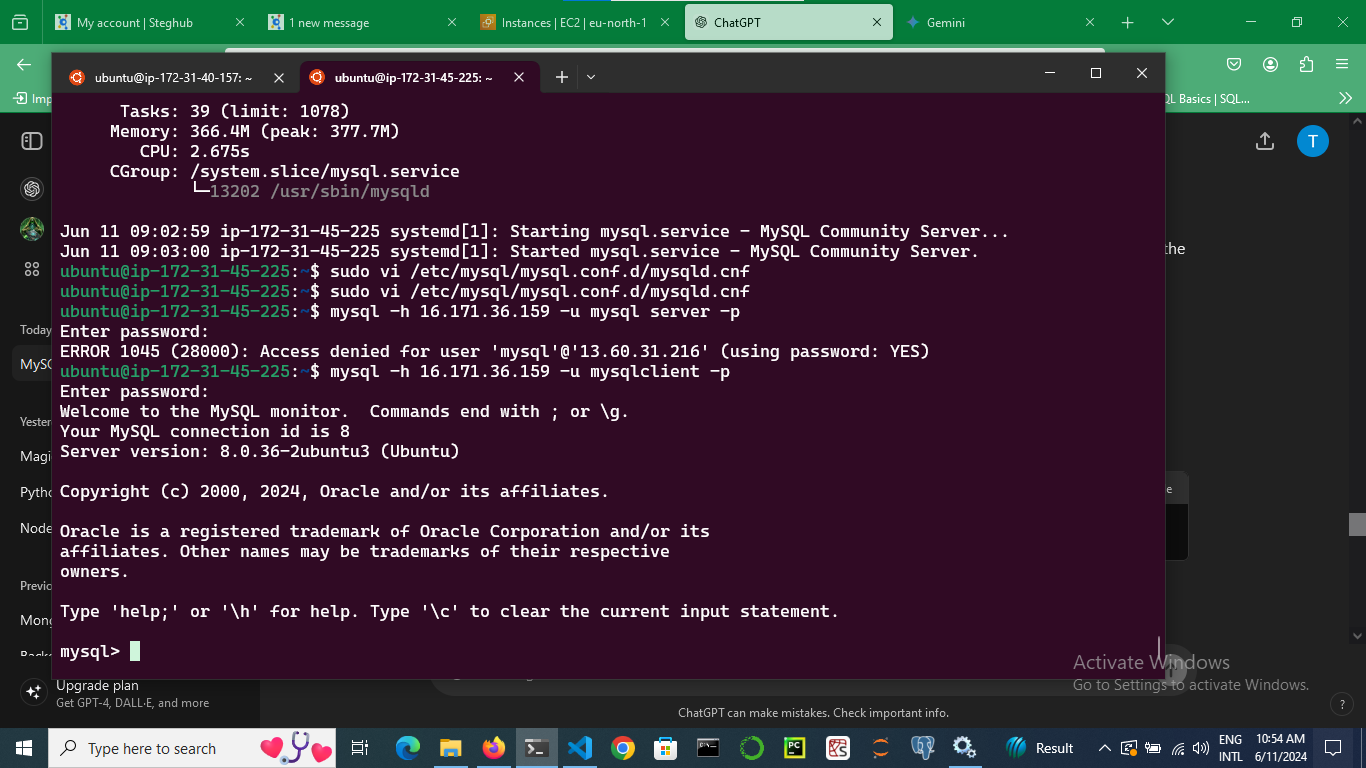 My account | Steghub
1 new message
Instances | EC2 | eu-north-1
ChatGPT
Gemini
ubuntu@ip-172-31-40-157: ~
ubuntu@ip-172-31-45-225: ~
Imp
QL Basics | SQL...
Tasks: 39 (limit: 1078)
Memory: 366.4M (peak: 377.7M)
CPU: 2.675s
CGroup: /system.slice/mysql.service
└─13202 /usr/sbin/mysqld
Jun 11 09:02:59 ip-172-31-45-225 systemd[1]: Starting mysql.service - MySQL Community Server...
Jun 11 09:03:00 ip-172-31-45-225 systemd[1]: Started mysql.service - MySQL Community Server.
ubuntu@ip-172-31-45-225:~$ sudo vi /etc/mysql/mysql.conf.d/mysqld.cnf
ubuntu@ip-172-31-45-225:~$ sudo vi /etc/mysql/mysql.conf.d/mysqld.cnf
ubuntu@ip-172-31-45-225:~$ mysql -h 16.171.36.159 -u mysql server -p
Enter password:
ERROR 1045 (28000): Access denied for user 'mysql'@'13.60.31.216' (using password: YES)
ubuntu@ip-172-31-45-225:~$ mysql -h 16.171.36.159 -u mysqlclient -p
Enter password:
Welcome to the MySQL monitor.  Commands end with ; or \g.
Your MySQL connection id is 8
Server version: 8.0.36-2ubuntu3 (Ubuntu)
Copyright (c) 2000, 2024, Oracle and/or its affiliates.
Oracle is a registered trademark of Oracle Corporation and/or its
affiliates. Other names may be trademarks of their respective
owners.
Type 'help;' or '\h' for help. Type '\c' to clear the current input statement.
mysql>
T
the
Today
MySQ
Yester
Magi
Pytho
Node
Previo
Mong
Upgrade plan
Get GPT-4, DALL·E, and more
ChatGPT can make mistakes. Check important info.
?
Activate Windows
Go to Settings to activate Windows.
Type here to search
Result
ENG
INTL
10:54 AM
6/11/2024